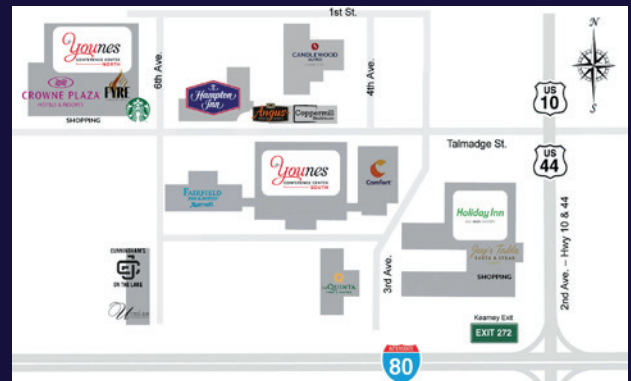 1st St.
Younes
CONFERENCE CENTER
NORTH
CROWNE PLAZA
HOTELS & RESORTS
FYRE
SHOPPING
6th Ave.
Hampton
Inn
CANDLEWOOD
SUITES
Angus
Coppermill
4th Ave.
N
S
US
10
Talmadge St.
US
44
Younes
CONFERENCE CENTER
SOUTH
FAIRFIELD
Marriott
Comfort
Holiday Inn
Joey's Table
PASTA & STEAK
SHOPPING
CUNNINGHAM'S
ON THE LAKE
LAQUINTA
3rd Ave.
2nd Ave. – Hwy 10 & 44
Kearney Exit
EXIT 272
INTERSTATE
80